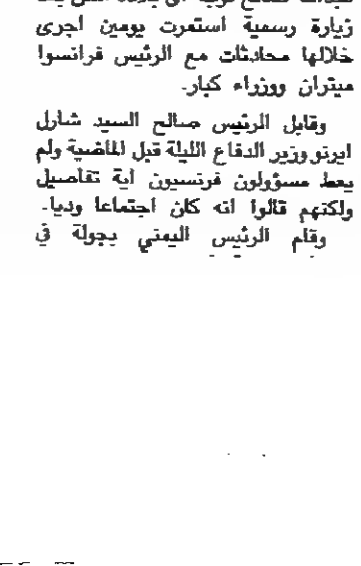 زيارة رسمية استمرت يومين اجرى
خلالها محادثات مع الرئيس فرانسوا
ميتران ووزراء كبار.
وقابل الرئيس صالح السيد شارل
ايرنو وزير الدفاع الليلة قبل الماضية ولم
يعط مسؤولون فرنسيون اية تفاصيل
ولكنهم قالوا انه كان اجتماعا وديا.
وقام الرئيس اليمني بجولة في